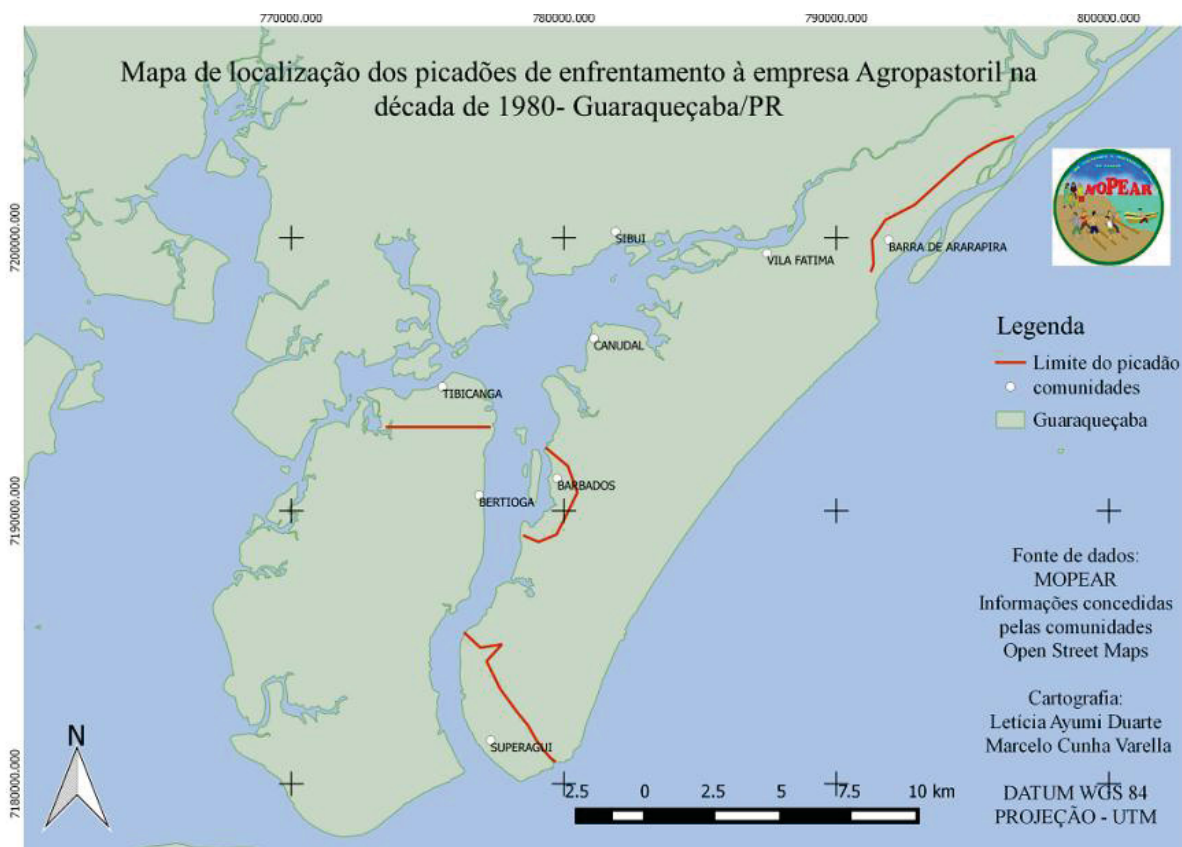 770000.000
780000.000
790000.000
800000.000
Mapa de localização dos picadões de enfrentamento à empresa Agropastoril na
década de 1980- Guaraqueçaba/PR
MOPEAR
7200000.000
SIBUI
VILA FATIMA
BARRA DE ARARAPIRA
CANUDAL
TIBICANGA
BARBADOS
BERTIOGA
SUPERAGUI
7190000.000
7180000.000
Legenda
Limite do picadão
comunidades
Guaraqueçaba
Fonte de dados:
MOPEAR
Informações concedidas
pelas comunidades
Open Street Maps
Cartografia:
Letícia Ayumi Duarte
Marcelo Cunha Varella
DATUM WGS 84
PROJEÇÃO - UTM
N
2.5 0 2.5 5 7.5 10 km